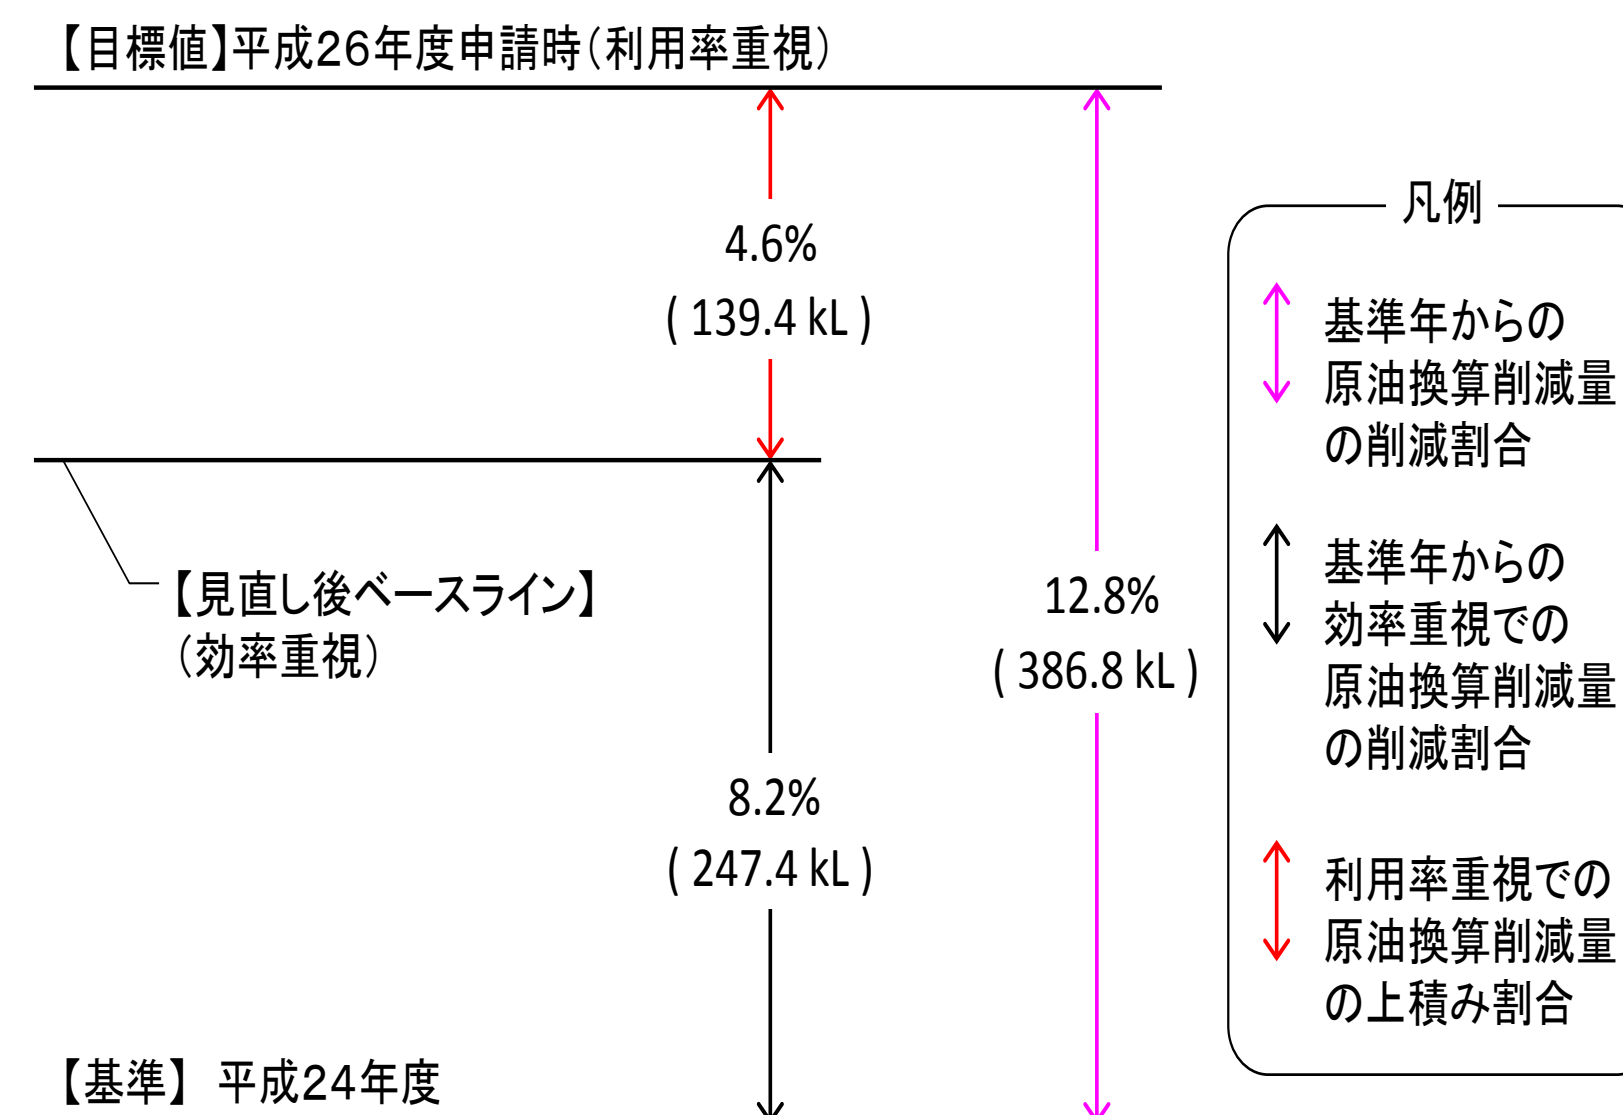 【目標値】平成26年度申請時(利用率重視)
4.6%
( 139.4 kL )
【見直し後ベースライン】
(効率重視)
12.8%
( 386.8 kL )
8.2%
( 247.4 kL )
【基準】 平成24年度
凡例
基準年からの
原油換算削減量
の削減割合
基準年からの
効率重視での
原油換算削減量
の削減割合
利用率重視での
原油換算削減量
の上積み割合